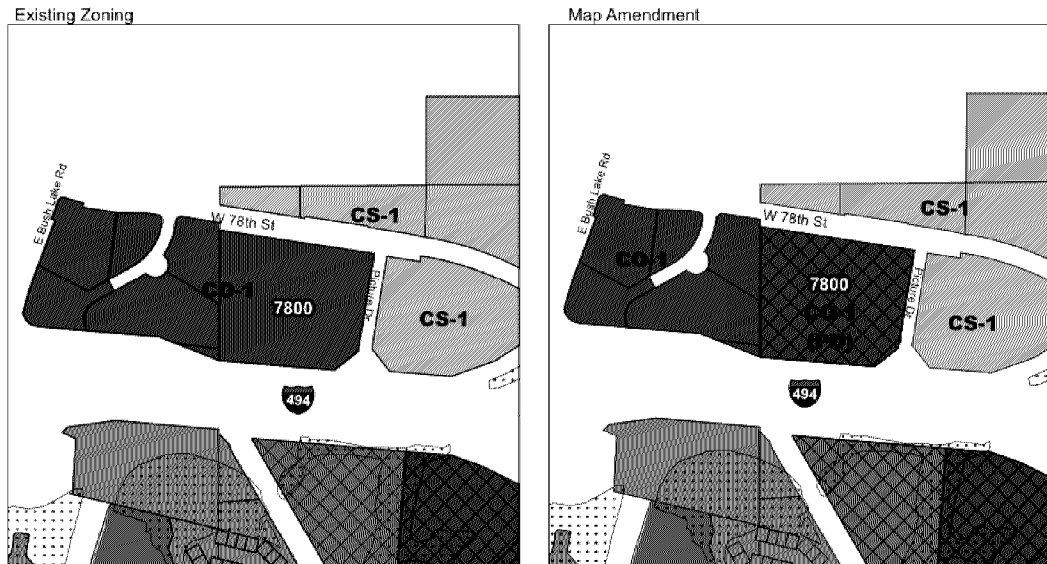 Existing Zoning
E Bush Lake Rd
W 78th St
CS-1
CO-1
7800
Picture Dr
CS-1
494
Map Amendment
E Bush Lake Rd
W 78th St
CS-1
CO-1
7800
CO-1
(PD)
Picture Dr
CS-1
494